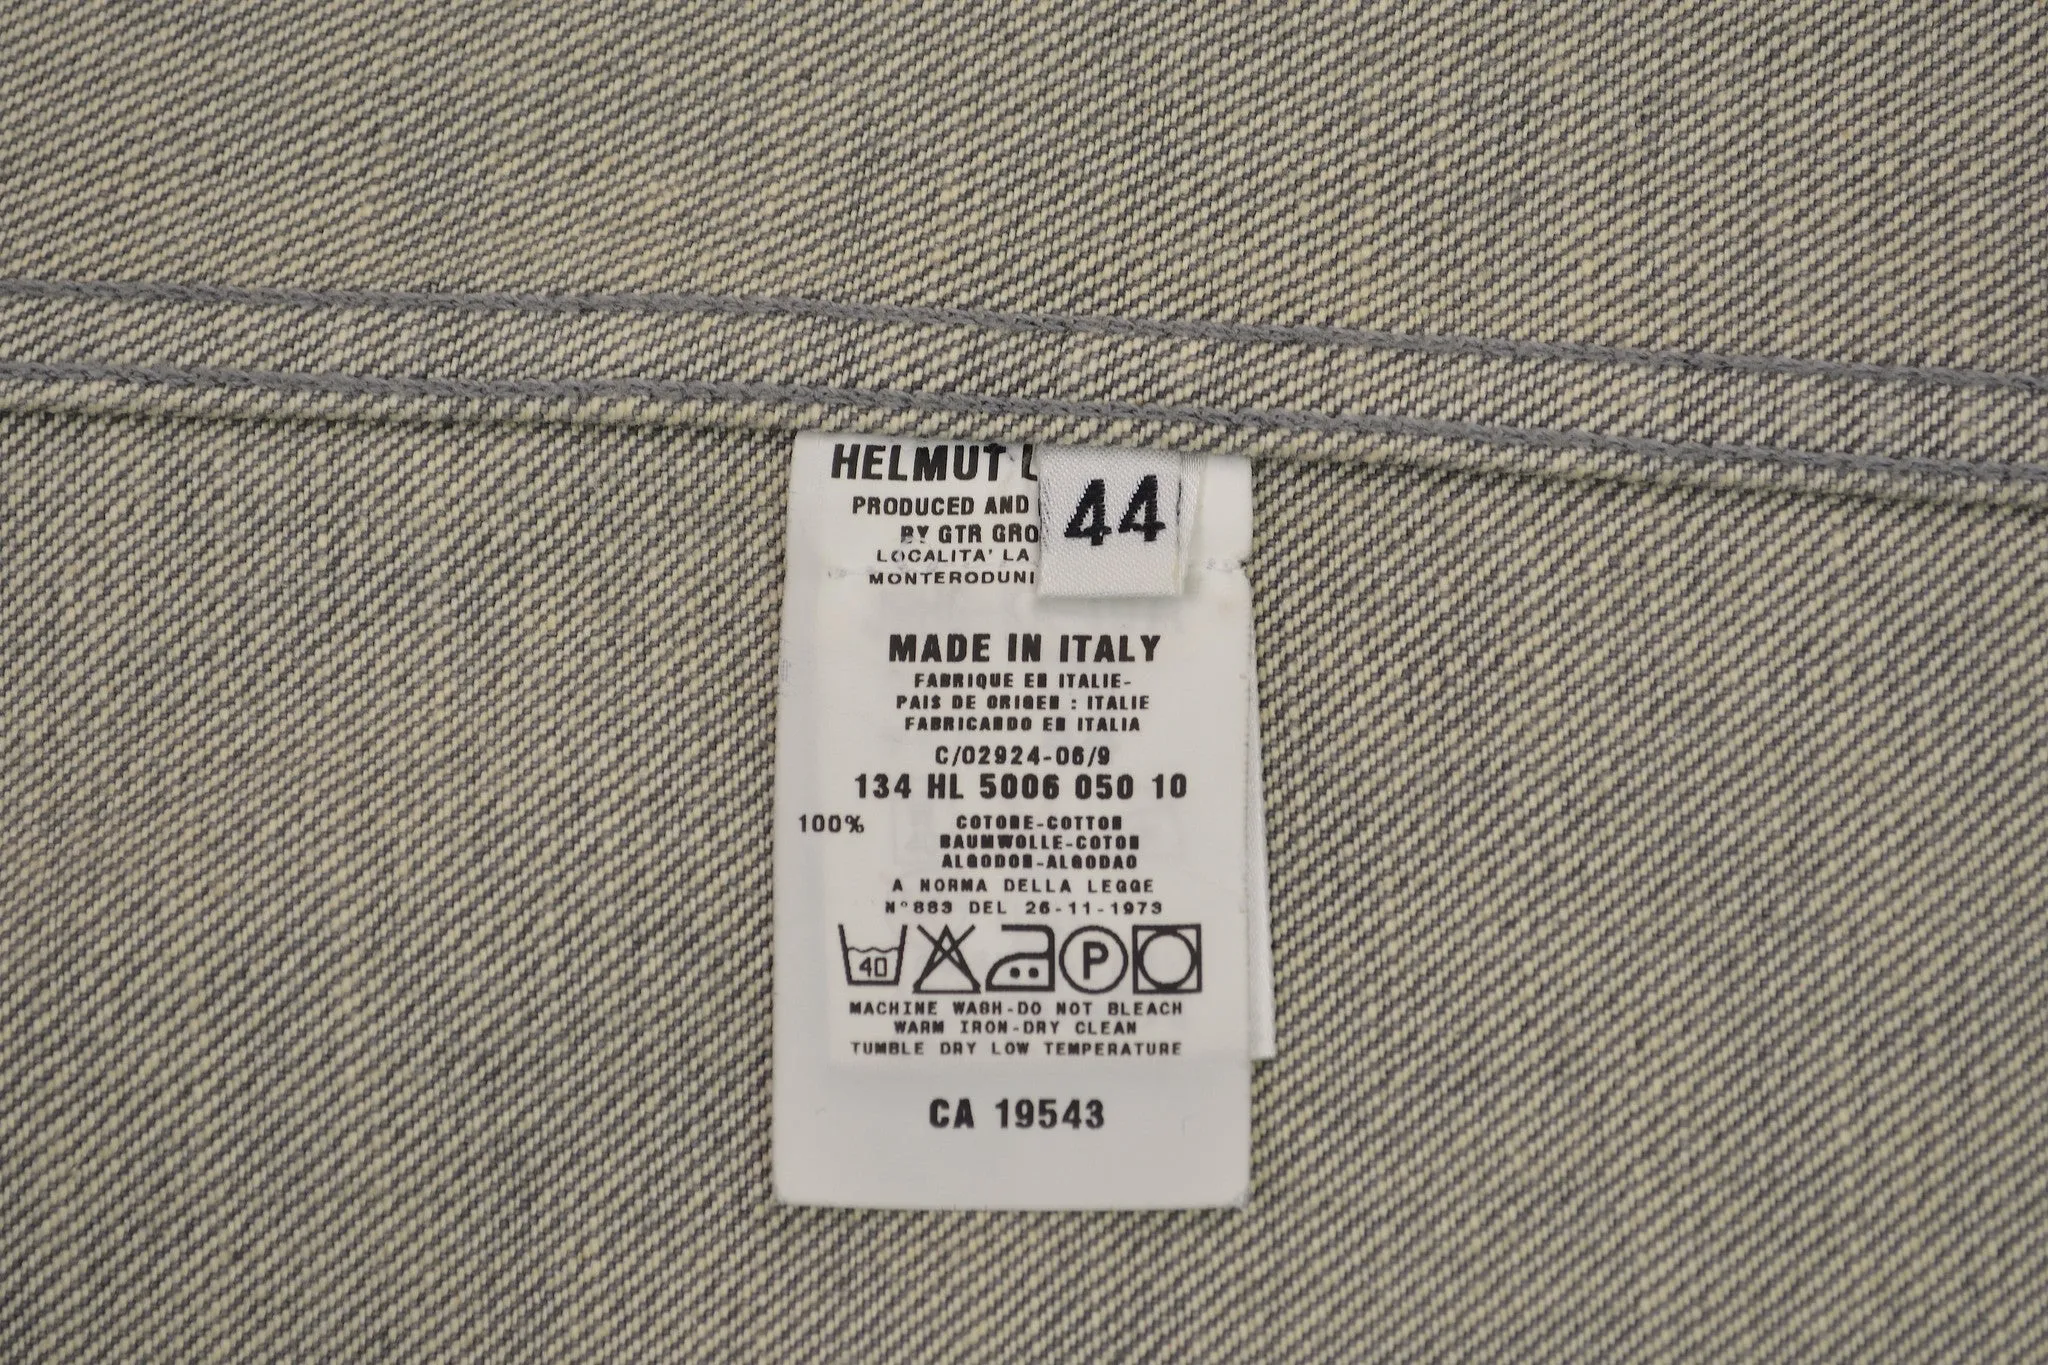 HELMUT L
44
PRODUCED AND
BY GTR GRO
LOCALITA' LA
MONTERODUNI
MADE IN ITALY
FABRIQUE EN ITALIE-
PAIS DE ORIGEN : ITALIE
FABRICANDO EN ITALIA
C/02924-06/9
134 HL 5006 050 10
100% COTONE-COTTON
BAUMWOLLE-COTON
ALGODON-ALGODAO
A NORMA DELLA LEGGE
N°883 DEL 26-11-1973
40 P
MACHINE WASH-DO NOT BLEACH
WARM IRON-DRY CLEAN
TUMBLE DRY LOW TEMPERATURE
CA 19543